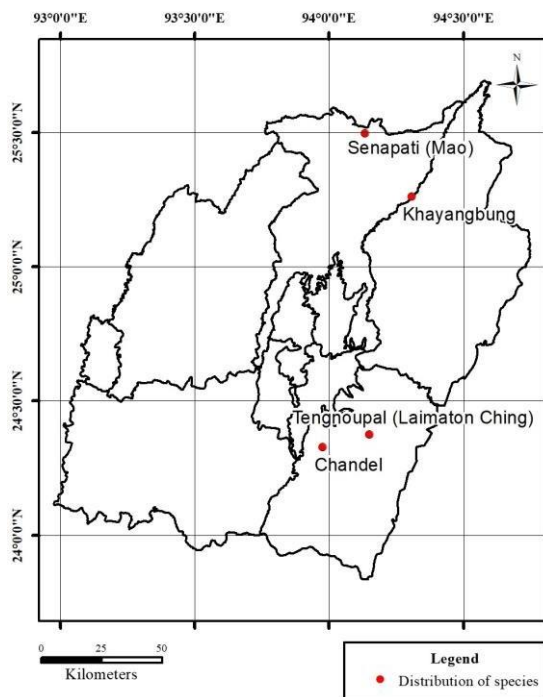 93°0'0"E 93°30'0"E 94°0'0"E 94°30'0"E
N
25°30'0"N
25°0'0"N
24°30'0"N
24°0'0"N
Senapati (Mao)
Khayangbung
Tengnoupal (Laimaton Ching)
Chandel
0 25 50
Kilometers
Legend
Distribution of species